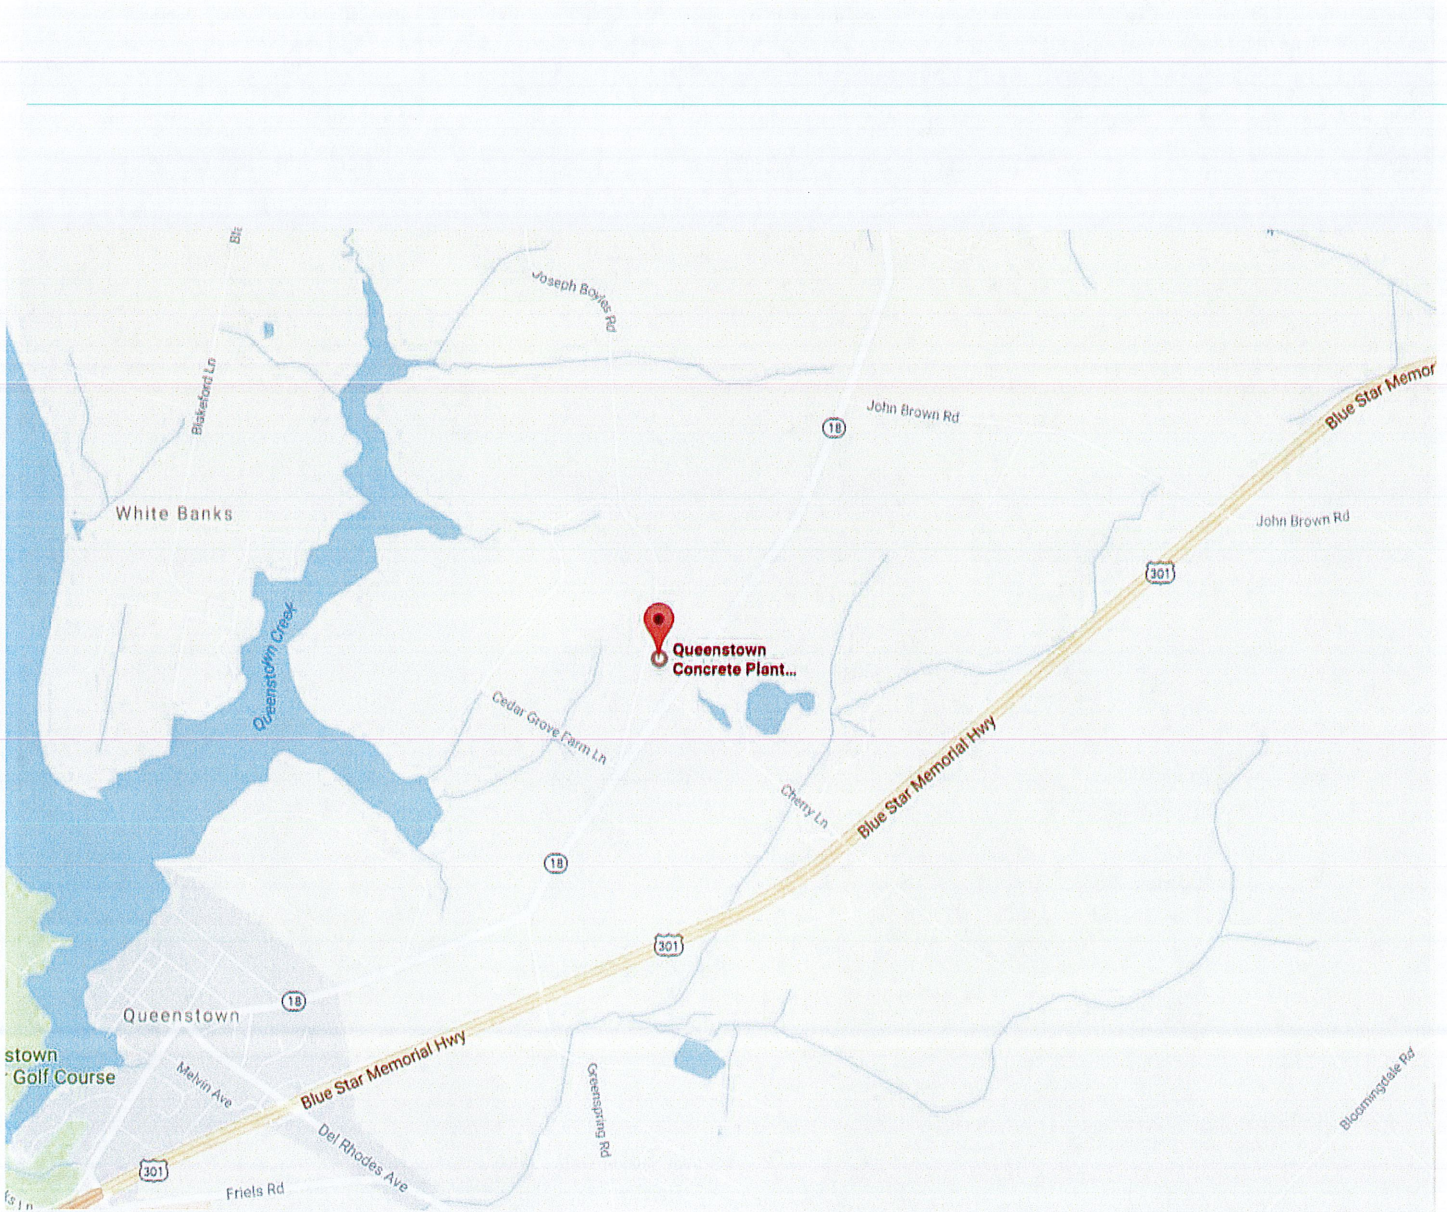 Joseph Boyles Rd
Blakeford Ln
18
John Brown Rd
Blue Star Memor
White Banks
John Brown Rd
301
Queenstown Creek
Queenstown
Concrete Plant...
Cedar Grove Farm Ln
Blue Star Memorial Hwy
Cherry Ln
18
301
18
Queenstown
Blue Star Memorial Hwy
stown
Golf Course
Melvin Ave
Greenspring Rd
Bloomingdale Rd
Del Rhodes Ave
301
Friels Rd